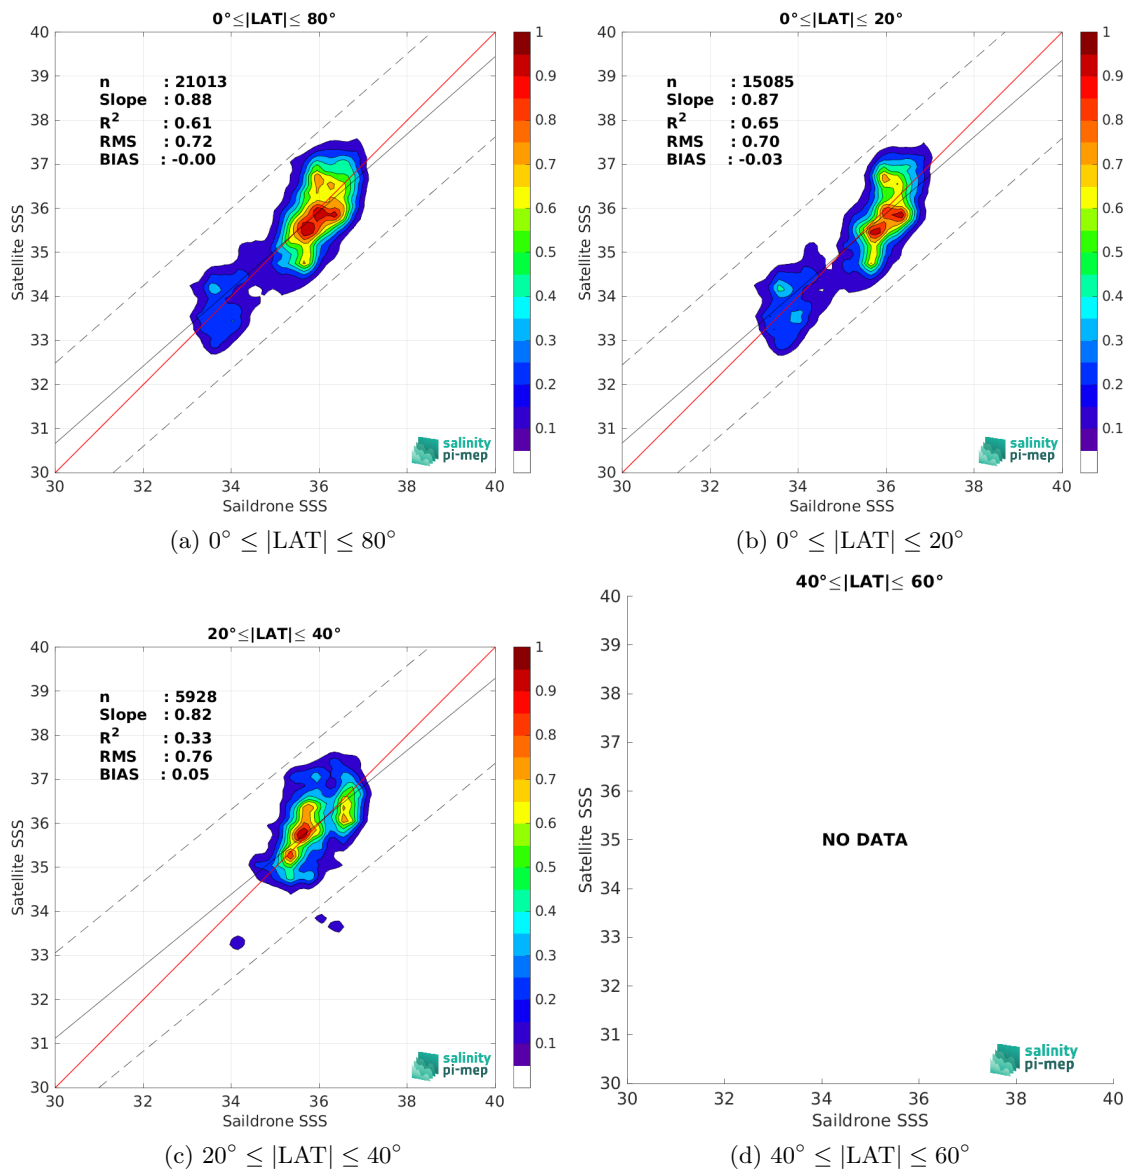 0°≤|LAT|≤ 80°
40
39
38
37
36
35
34
33
32
31
30
Satellite SSS
n : 21013
Slope : 0.88
R² : 0.61
RMS : 0.72
BIAS : -0.00
salinity
pi-mep
30 32 34 36 38 40
Saildrone SSS
1
0.9
0.8
0.7
0.6
0.5
0.4
0.3
0.2
0.1
(a) 0° ≤ |LAT| ≤ 80°
0°≤|LAT|≤ 20°
40
39
38
37
36
35
34
33
32
31
30
Satellite SSS
n : 15085
Slope : 0.87
R² : 0.65
RMS : 0.70
BIAS : -0.03
salinity
pi-mep
30 32 34 36 38 40
Saildrone SSS
1
0.9
0.8
0.7
0.6
0.5
0.4
0.3
0.2
0.1
(b) 0° ≤ |LAT| ≤ 20°
20°≤|LAT|≤ 40°
40
39
38
37
36
35
34
33
32
31
30
Satellite SSS
n : 5928
Slope : 0.82
R² : 0.33
RMS : 0.76
BIAS : 0.05
salinity
pi-mep
30 32 34 36 38 40
Saildrone SSS
1
0.9
0.8
0.7
0.6
0.5
0.4
0.3
0.2
0.1
(c) 20° ≤ |LAT| ≤ 40°
40°≤|LAT|≤ 60°
40
39
38
37
36
35
34
33
32
31
30
Satellite SSS
NO DATA
salinity
pi-mep
30 32 34 36 38 40
Saildrone SSS
(d) 40° ≤ |LAT| ≤ 60°